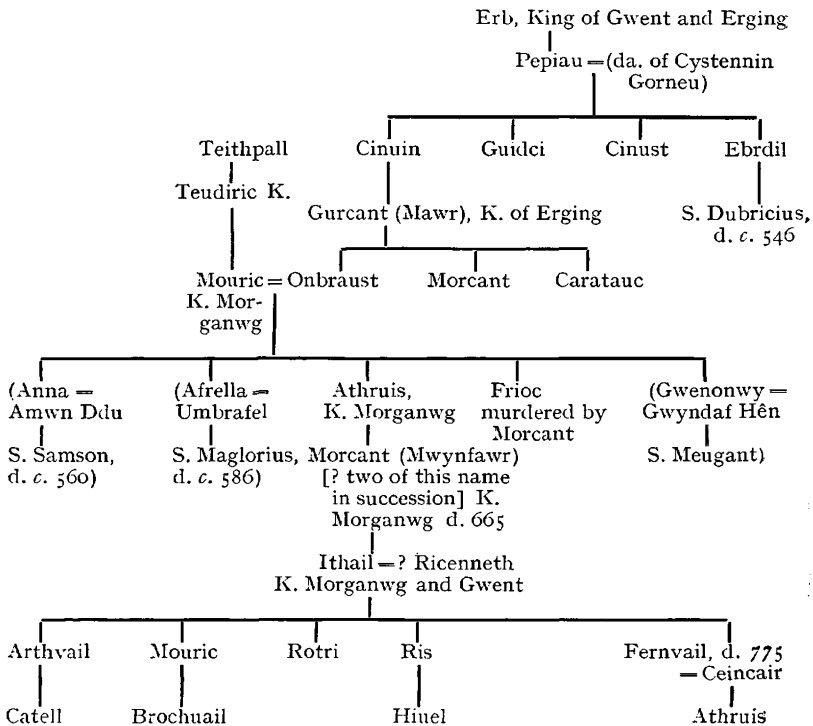 Erb, King of Gwent and Erging
Pepiau = (da. of Cystennin
Gorneu)
Teithpall
Cinuin
Guidci
Cinust
Ebrdil
Teudiric K.
Gurcant (Mawr), K. of Erging
S. Dubricius,
d. c. 546
Mouric = Onbraust
Morcant
Caratauc
K. Mor-
ganwg
(Anna =
Amwn Ddu
(Afrella =
Umbrafel
Athruis,
K. Morganwg
Frioc
murdered by
Morcant
(Gwenonwy =
Gwyndaf Hên
S. Samson,
d. c. 560)
S. Maglorius,
d. c. 586)
Morcant (Mwynfawr)
[? two of this name
in succession] K.
Morganwg d. 665
S. Meugant)
Ithail = ? Ricenneth
K. Morganwg and Gwent
Arthvail
Mouric
Rotri
Ris
Fernvail, d. 775
= Ceincair
Catell
Brochuail
Hiuel
Athruis